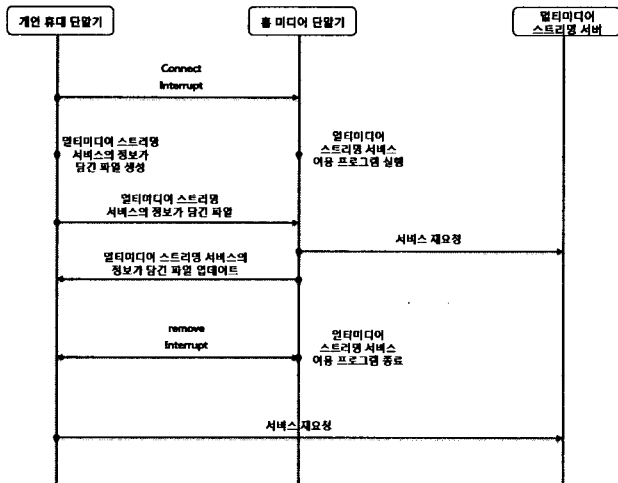 개인 휴대 단말기
홈 미디어 단말기
멀티미디어
스트리밍 서버
Connect
Interrupt
멀티미디어 스트리밍
서비스의 정보가
담긴 파일 생성
멀티미디어
스트리밍 서비스
이용 프로그램 실행
멀티미디어 스트리밍
서비스의 정보가 담긴 파일
서비스 재요청
멀티미디어 스트리밍 서비스의
정보가 담긴 파일 업데이트
remove
Interrupt
멀티미디어
스트리밍 서비스
이용 프로그램 종료
서비스 재요청